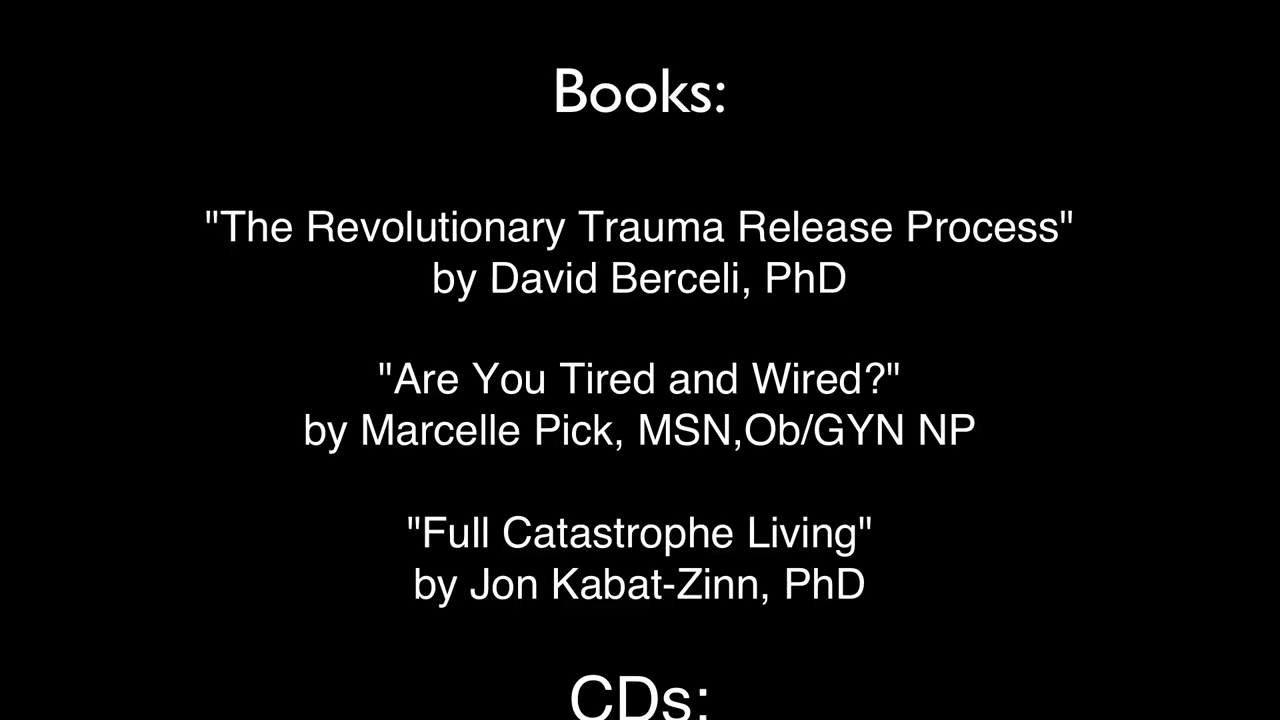 Books:
"The Revolutionary Trauma Release Process"
by David Berceli, PhD
"Are You Tired and Wired?"
by Marcelle Pick, MSN,Ob/GYN NP
"Full Catastrophe Living"
by Jon Kabat-Zinn, PhD
CDs: